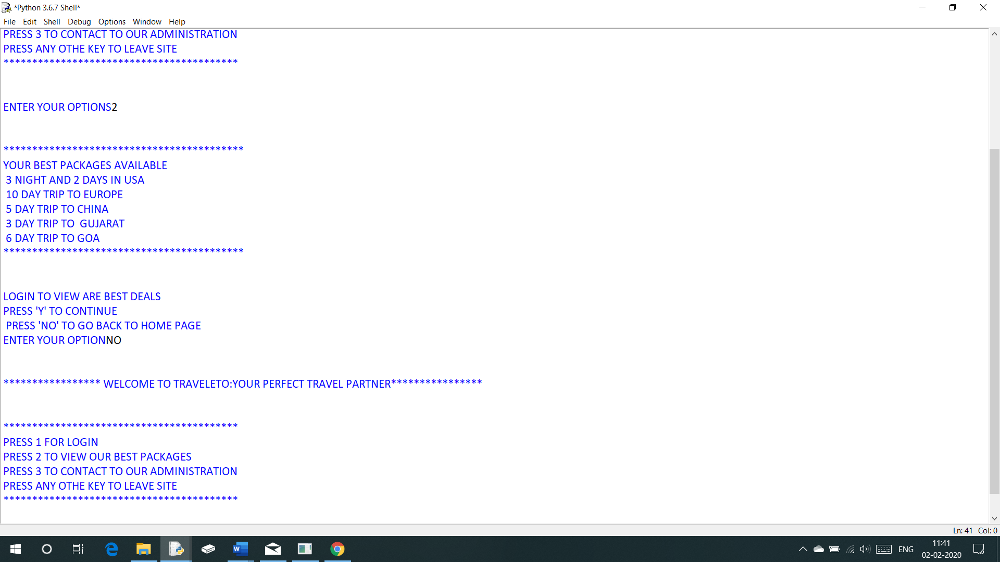 *Python 3.6.7 Shell*
File Edit Shell Debug Options Window Help
PRESS 3 TO CONTACT TO OUR ADMINISTRATION
PRESS ANY OTHE KEY TO LEAVE SITE
*****************************************
ENTER YOUR OPTIONS2
******************************************
YOUR BEST PACKAGES AVAILABLE
3 NIGHT AND 2 DAYS IN USA
10 DAY TRIP TO EUROPE
5 DAY TRIP TO CHINA
3 DAY TRIP TO  GUJARAT
6 DAY TRIP TO GOA
******************************************
LOGIN TO VIEW ARE BEST DEALS
PRESS 'Y' TO CONTINUE
PRESS 'NO' TO GO BACK TO HOME PAGE
ENTER YOUR OPTIONNO
***************** WELCOME TO TRAVELETO:YOUR PERFECT TRAVEL PARTNER****************
*****************************************
PRESS 1 FOR LOGIN
PRESS 2 TO VIEW OUR BEST PACKAGES
PRESS 3 TO CONTACT TO OUR ADMINISTRATION
PRESS ANY OTHE KEY TO LEAVE SITE
*****************************************
Ln: 41 Col: 0
ENG
11:41
02-02-2020